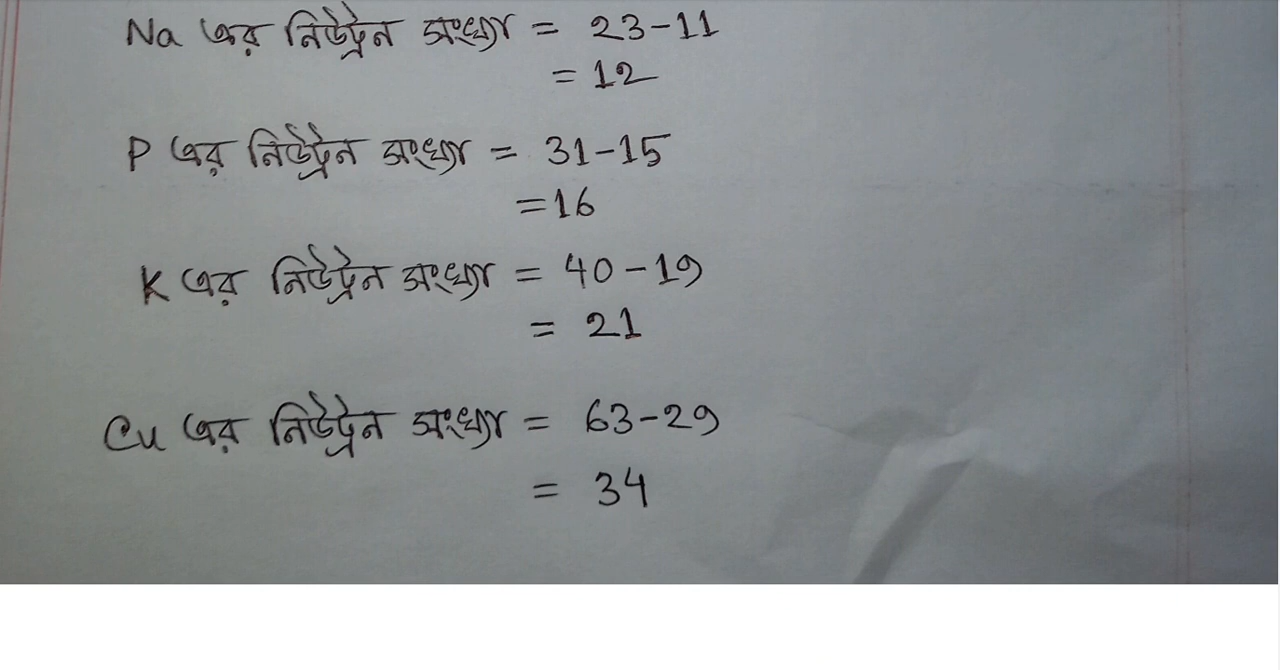 Na এর নিউট্রন সংখ্যা = 23-11
= 12
P এর নিউট্রন সংখ্যা = 31-15
=16
K এর নিউট্রন সংখ্যা = 40-19
= 21
Cu এর নিউট্রন সংখ্যা = 63-29
= 34